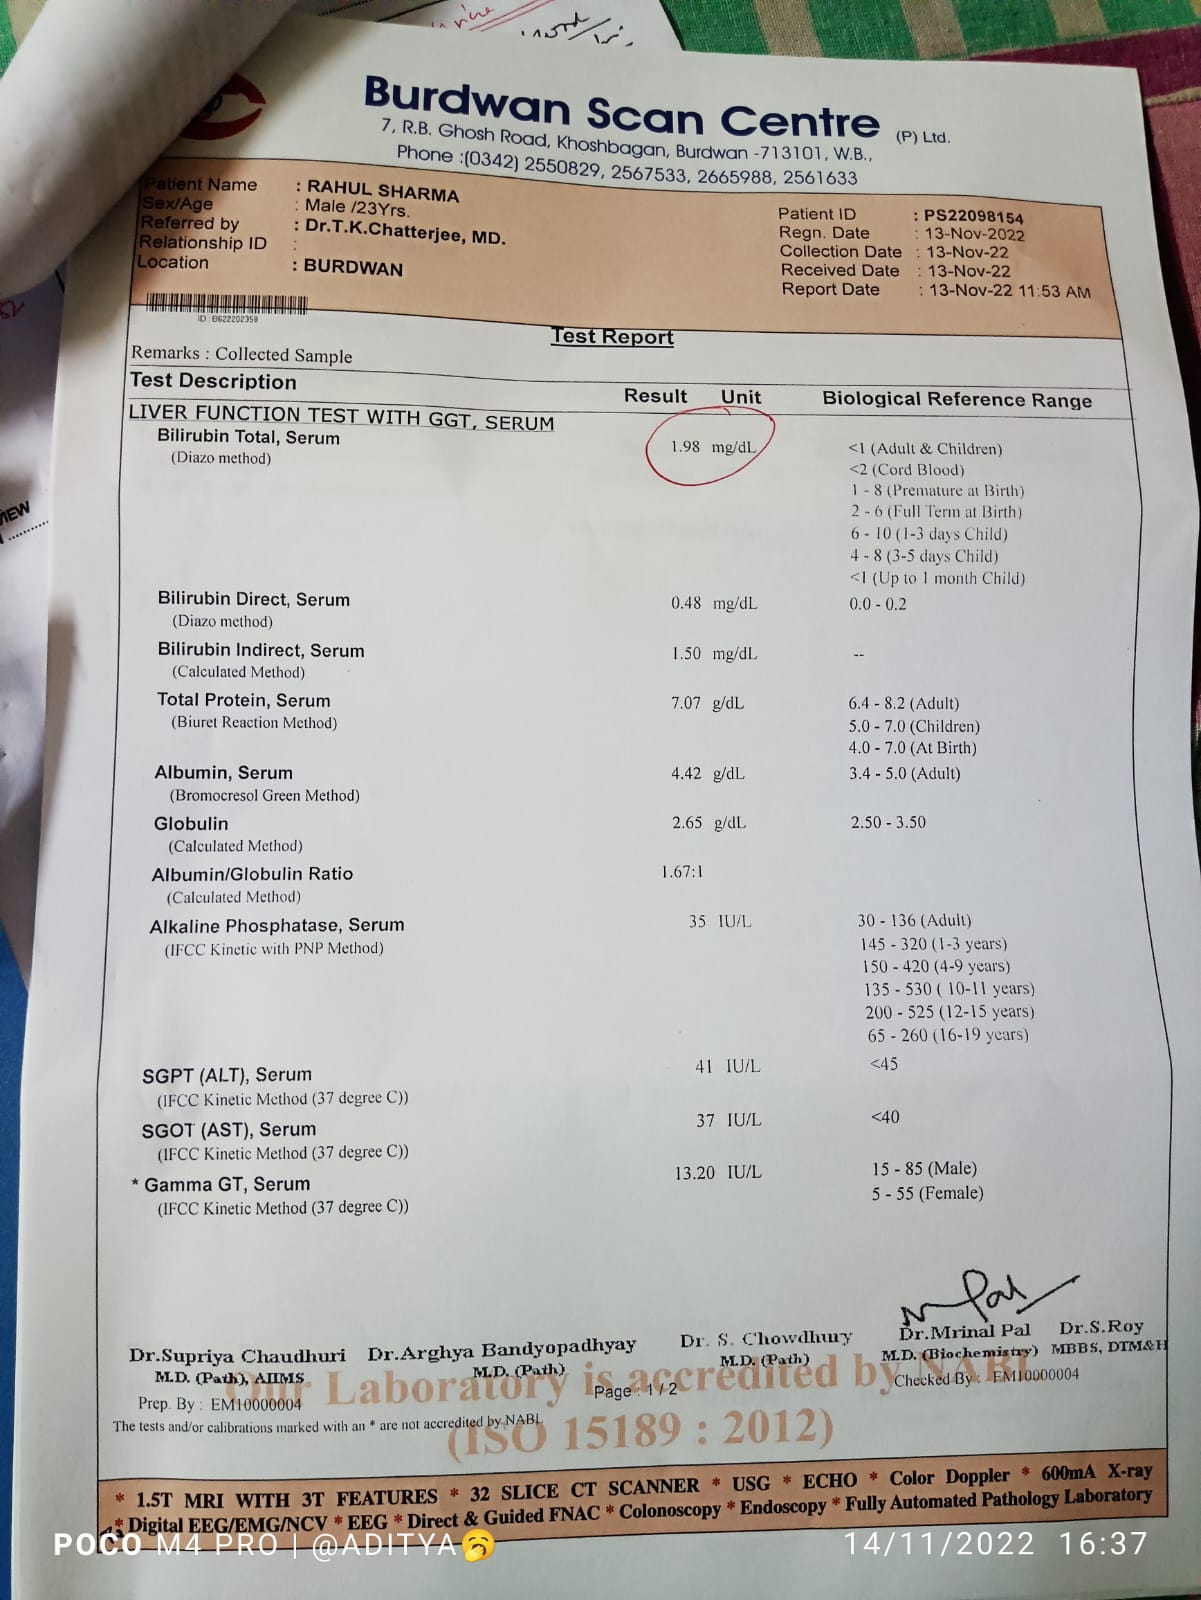 Burdwan Scan Centre (P) Ltd.
7, R.B. Ghosh Road, Khoshbagan, Burdwan -713101, W.B.,
Phone :(0342) 2550829, 2567533, 2665988, 2561633
Patient Name : RAHUL SHARMA
Sex/Age : Male /23Yrs.
Referred by : Dr.T.K.Chatterjee, MD.
Relationship ID :
Location : BURDWAN
Patient ID : PS22098154
Regn. Date : 13-Nov-2022
Collection Date : 13-Nov-22
Received Date : 13-Nov-22
Report Date : 13-Nov-22 11:53 AM
ID : B622202359
Test Report
Remarks : Collected Sample
Test Description Result Unit Biological Reference Range
LIVER FUNCTION TEST WITH GGT, SERUM
Bilirubin Total, Serum 1.98 mg/dL <1 (Adult & Children)
(Diazo method) <2 (Cord Blood)
1 - 8 (Premature at Birth)
2 - 6 (Full Term at Birth)
6 - 10 (1-3 days Child)
4 - 8 (3-5 days Child)
<1 (Up to 1 month Child)
Bilirubin Direct, Serum 0.48 mg/dL 0.0 - 0.2
(Diazo method)
Bilirubin Indirect, Serum 1.50 mg/dL --
(Calculated Method)
Total Protein, Serum 7.07 g/dL 6.4 - 8.2 (Adult)
(Biuret Reaction Method) 5.0 - 7.0 (Children)
4.0 - 7.0 (At Birth)
Albumin, Serum 4.42 g/dL 3.4 - 5.0 (Adult)
(Bromocresol Green Method)
Globulin 2.65 g/dL 2.50 - 3.50
(Calculated Method)
Albumin/Globulin Ratio 1.67:1
(Calculated Method)
Alkaline Phosphatase, Serum 35 IU/L 30 - 136 (Adult)
(IFCC Kinetic with PNP Method) 145 - 320 (1-3 years)
150 - 420 (4-9 years)
135 - 530 ( 10-11 years)
200 - 525 (12-15 years)
65 - 260 (16-19 years)
SGPT (ALT), Serum 41 IU/L <45
(IFCC Kinetic Method (37 degree C))
SGOT (AST), Serum 37 IU/L <40
(IFCC Kinetic Method (37 degree C))
* Gamma GT, Serum 13.20 IU/L 15 - 85 (Male)
(IFCC Kinetic Method (37 degree C)) 5 - 55 (Female)
Dr.Supriya Chaudhuri Dr.Arghya Bandyopadhyay Dr. S. Chowdhury Dr.Mrinal Pal Dr.S.Roy
M.D. (Path), AIIMS M.D. (Path) M.D. (Path) M.D. (Biochemistry) MBBS, DTM&H
Our Laboratory is accredited by NABL
Page : 1 / 2
Prep. By : EM10000004 Checked By : EM10000004
The tests and/or calibrations marked with an * are not accredited by NABL
(ISO 15189 : 2012)
* 1.5T MRI WITH 3T FEATURES * 32 SLICE CT SCANNER * USG * ECHO * Color Doppler * 600mA X-ray
* Digital EEG/EMG/NCV * EEG * Direct & Guided FNAC * Colonoscopy * Endoscopy * Fully Automated Pathology Laboratory
POCO M4 PRO | @ADITYA🥱 14/11/2022 16:37